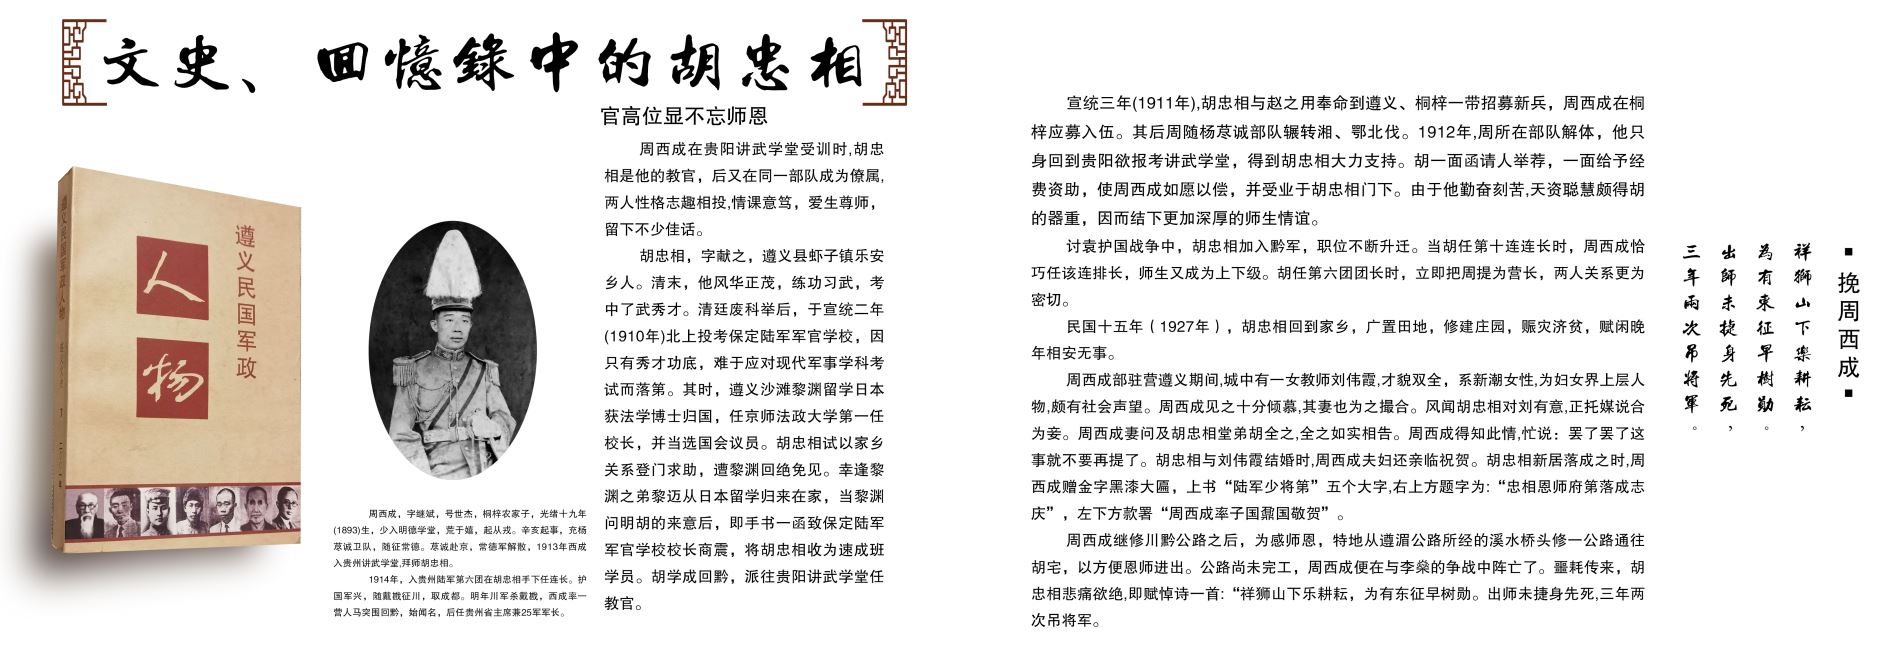 文史、回憶錄中的胡忠相
遵义民国军政人物
遵义民国军政
人
物
周西成，字继斌，号世杰，桐梓农家子，光绪十九年
(1893)生，少入明德学堂，荒于嬉，起从戎。辛亥起事，充杨
荩诚卫队，随征常德。荩诚赴京，常德军解散，1913年西成
入贵州讲武学堂,拜师胡忠相。
1914年，入贵州陆军第六团在胡忠相手下任连长。护
国军兴，随戴戡征川，取成都。明年川军杀戴戡，西成率一
营人马突围回黔，始闻名，后任贵州省主席兼25军军长。
官高位显不忘师恩
周西成在贵阳讲武学堂受训时,胡忠
相是他的教官，后又在同一部队成为僚属,
两人性格志趣相投,情课意笃，爱生尊师，
留下不少佳话。
胡忠相，字献之，遵义县虾子镇乐安
乡人。清末，他风华正茂，练功习武，考
中了武秀才。清廷废科举后，于宣统二年
(1910年)北上投考保定陆军军官学校，因
只有秀才功底，难于应对现代军事学科考
试而落第。其时，遵义沙滩黎渊留学日本
获法学博士归国，任京师法政大学第一任
校长，并当选国会议员。胡忠相试以家乡
关系登门求助，遭黎渊回绝免见。幸逢黎
渊之弟黎迈从日本留学归来在家，当黎渊
问明胡的来意后，即手书一函致保定陆军
军官学校校长商震，将胡忠相收为速成班
学员。胡学成回黔，派往贵阳讲武学堂任
教官。
宣统三年(1911年),胡忠相与赵之用奉命到遵义、桐梓一带招募新兵，周西成在桐
梓应募入伍。其后周随杨荩诚部队辗转湘、鄂北伐。1912年,周所在部队解体，他只
身回到贵阳欲报考讲武学堂，得到胡忠相大力支持。胡一面函请人举荐，一面给予经
费资助，使周西成如愿以偿，并受业于胡忠相门下。由于他勤奋刻苦,天资聪慧颇得胡
的器重，因而结下更加深厚的师生情谊。
讨袁护国战争中，胡忠相加入黔军，职位不断升迁。当胡任第十连连长时，周西成恰
巧任该连排长，师生又成为上下级。胡任第六团团长时，立即把周提为营长，两人关系更为
密切。
民国十五年（1927年），胡忠相回到家乡，广置田地，修建庄园，赈灾济贫，赋闲晚
年相安无事。
周西成部驻营遵义期间,城中有一女教师刘伟霞,才貌双全，系新潮女性,为妇女界上层人
物,颇有社会声望。周西成见之十分倾慕,其妻也为之撮合。风闻胡忠相对刘有意,正托媒说合
为妾。周西成妻问及胡忠相堂弟胡全之,全之如实相告。周西成得知此情,忙说：罢了罢了这
事就不要再提了。胡忠相与刘伟霞结婚时,周西成夫妇还亲临祝贺。胡忠相新居落成之时,周
西成赠金字黑漆大匾，上书“陆军少将第”五个大字,右上方题字为:“忠相恩师府第落成志
庆”，左下方款署“周西成率子国鼐国敬贺”。
周西成继修川黔公路之后，为感师恩，特地从遵湄公路所经的溪水桥头修一公路通往
胡宅，以方便恩师进出。公路尚未完工，周西成便在与李燊的争战中阵亡了。噩耗传来，胡
忠相悲痛欲绝,即赋悼诗一首:“祥狮山下乐耕耘，为有东征早树勋。出师未捷身先死,三年两
次吊将军。
▪挽周西成▪
祥獅山下樂耕耘，
為有東征早樹勛。
出師未捷身先死，
三年兩次吊將軍。